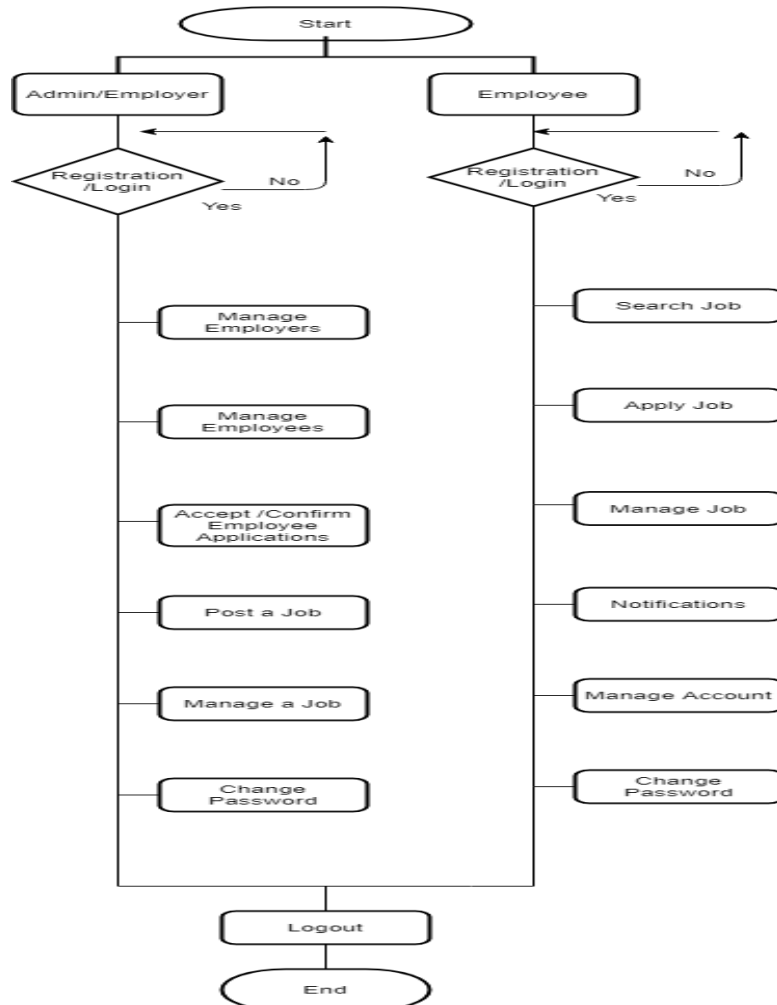 Start
Admin/Employer
Employee
Registration
/Login
No
Yes
Registration
/Login
No
Yes
Manage
Employers
Manage
Employees
Accept /Confirm
Employee
Applications
Post a Job
Manage a Job
Change
Password
Search Job
Apply Job
Manage Job
Notifications
Manage Account
Change
Password
Logout
End